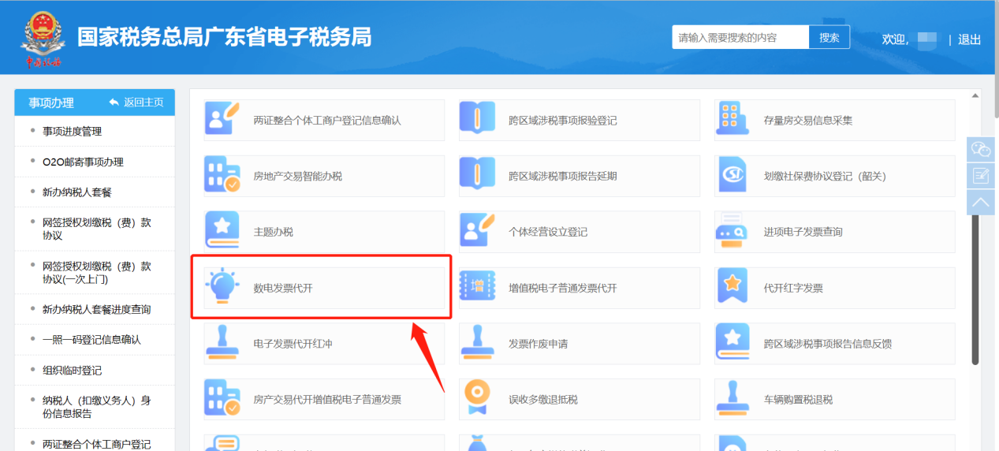 国家税务总局广东省电子税务局
请输入需要搜索的内容
搜索
欢迎,
| 退出
事项办理
返回主页
事项进度管理
O2O邮寄事项办理
新办纳税人套餐
网签授权划缴税（费）款
协议
网签授权划缴税（费）款
协议(一次上门)
新办纳税人套餐进度查询
一照一码登记信息确认
组织临时登记
纳税人（扣缴义务人）身
份信息报告
两证整合个体工商户登记
两证整合个体工商户登记信息确认
跨区域涉税事项报验登记
存量房交易信息采集
房地产交易智能办税
跨区域涉税事项报告延期
划缴社保费协议登记（韶关）
主题办税
个体经营设立登记
进项电子发票查询
数电发票代开
增
增值税电子普通发票代开
代开红字发票
电子发票代开红冲
发票作废申请
跨区域涉税事项报告信息反馈
房产交易代开增值税电子普通发票
误收多缴退抵税
车辆购置税退税